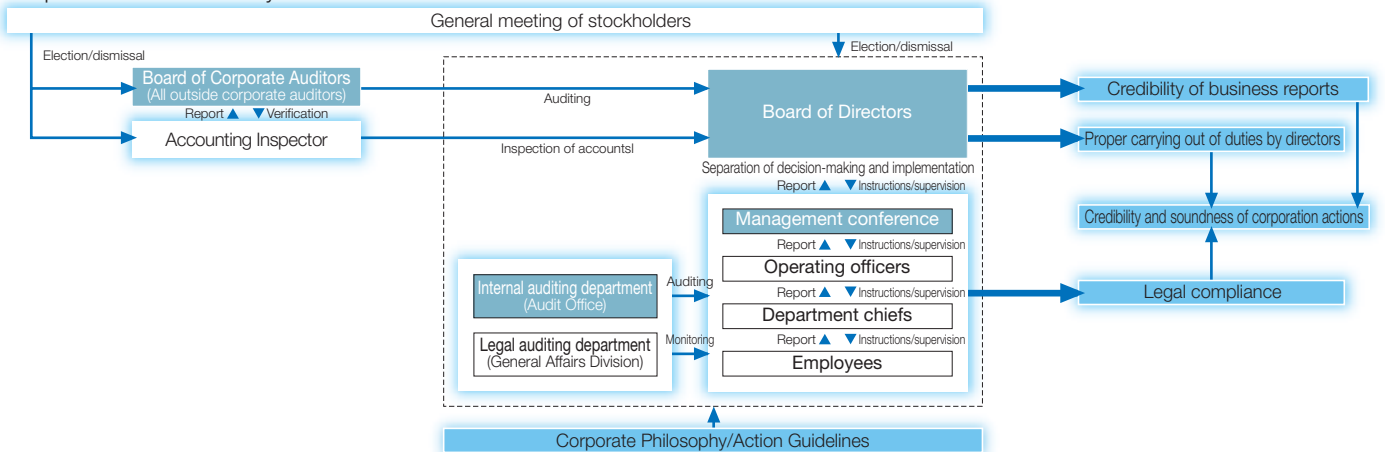 General meeting of stockholders
Election/dismissal
Election/dismissal
Board of Corporate Auditors
(All outside corporate auditors)
Auditing
Report ▲ ▼ Verification
Accounting Inspector
Inspection of accountsl
Board of Directors
Credibility of business reports
Proper carrying out of duties by directors
Separation of decision-making and implementation
Report ▲ ▼ Instructions/supervision
Management conference
Credibility and soundness of corporation actions
Report ▲ ▼ Instructions/supervision
Operating officers
Internal auditing department
(Audit Office)
Auditing
Report ▲ ▼ Instructions/supervision
Legal compliance
Department chiefs
Legal auditing department
(General Affairs Division)
Monitoring
Report ▲ ▼ Instructions/supervision
Employees
Corporate Philosophy/Action Guidelines